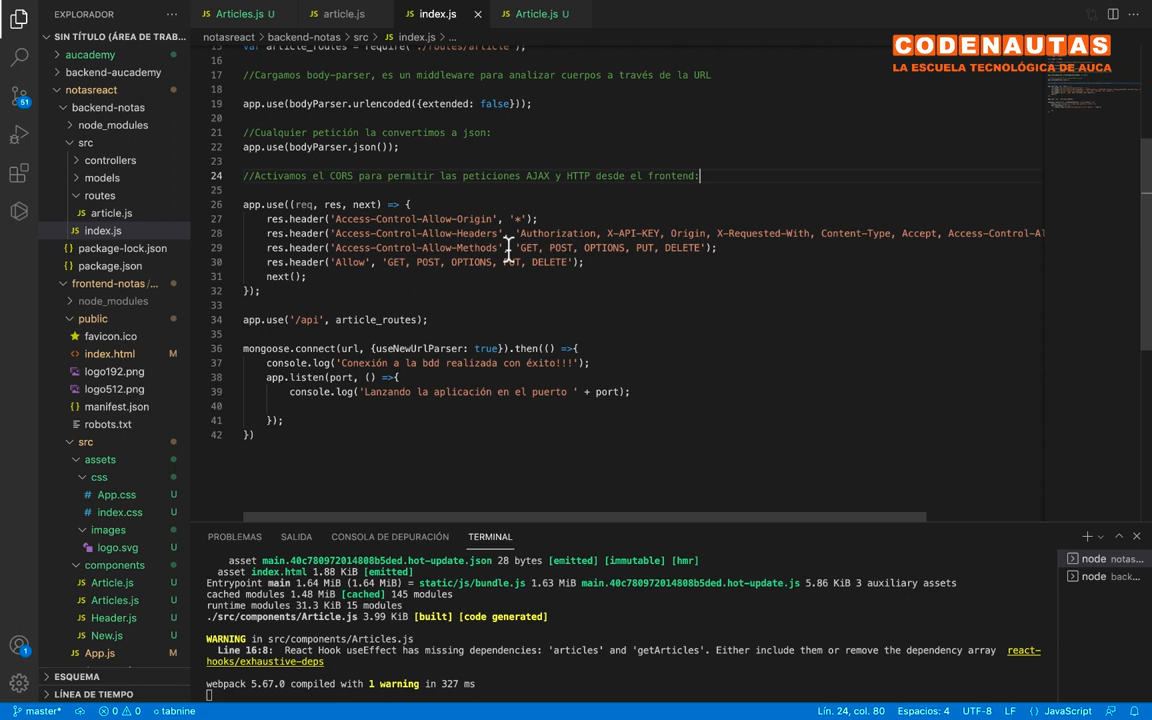 EXPLORADOR
SIN TÍTULO (ÁREA DE TRAB...
aucademy
backend-aucademy
notasreact
backend-notas
node_modules
src
controllers
models
routes
article.js
index.js
package-lock.json
package.json
frontend-notas /...
node_modules
public
favicon.ico
index.html M
logo192.png
logo512.png
manifest.json
robots.txt
src
assets
css
App.css U
index.css U
images
logo.svg U
components
Article.js U
Articles.js U
Header.js U
New.js U
App.js M
ESQUEMA
LÍNEA DE TIEMPO
51
1
JS Articles.js U
JS article.js
JS index.js
JS Article.js U
notasreact > backend-notas > src > JS index.js > ...
CODENAUTAS
LA ESCUELA TECNOLÓGICA DE AUCA
15 var article_routes = require('./routes/article');
16
17 //Cargamos body-parser, es un middleware para analizar cuerpos a través de la URL
18
19 app.use(bodyParser.urlencoded({extended: false}));
20
21 //Cualquier petición la convertimos a json:
22 app.use(bodyParser.json());
23
24 //Activamos el CORS para permitir las peticiones AJAX y HTTP desde el frontend:
25
26 app.use((req, res, next) => {
27 res.header('Access-Control-Allow-Origin', '*');
28 res.header('Access-Control-Allow-Headers', 'Authorization, X-API-KEY, Origin, X-Requested-With, Content-Type, Accept, Access-Control-Al
29 res.header('Access-Control-Allow-Methods', 'GET, POST, OPTIONS, PUT, DELETE');
30 res.header('Allow', 'GET, POST, OPTIONS, PUT, DELETE');
31 next();
32 });
33
34 app.use('/api', article_routes);
35
36 mongoose.connect(url, {useNewUrlParser: true}).then(() =>{
37 console.log('Conexión a la bdd realizada con éxito!!!');
38 app.listen(port, () =>{
39 console.log('Lanzando la aplicación en el puerto ' + port);
40
41 });
42 })
PROBLEMAS SALIDA CONSOLA DE DEPURACIÓN TERMINAL
asset main.40c780972014808b5ded.hot-update.json 28 bytes [emitted] [immutable] [hmr]
asset index.html 1.88 KiB [emitted]
Entrypoint main 1.64 MiB (1.64 MiB) = static/js/bundle.js 1.63 MiB main.40c780972014808b5ded.hot-update.js 5.86 KiB 3 auxiliary assets
cached modules 1.48 MiB [cached] 145 modules
runtime modules 31.3 KiB 15 modules
./src/components/Article.js 3.99 KiB [built] [code generated]
WARNING in src/components/Articles.js
Line 16:8: React Hook useEffect has missing dependencies: 'articles' and 'getArticles'. Either include them or remove the dependency array react-
hooks/exhaustive-deps
webpack 5.67.0 compiled with 1 warning in 327 ms
node notas...
node back...
master* 0 0 tabnine Lín. 24, col. 80 Espacios: 4 UTF-8 LF {} JavaScript